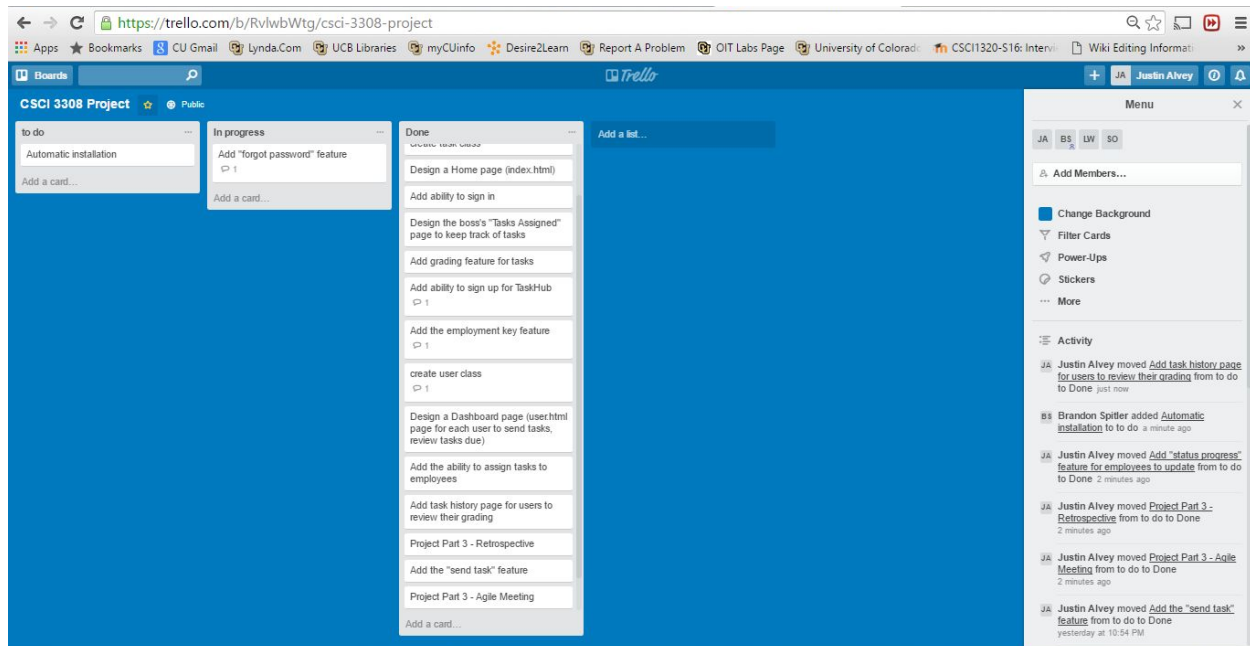 https://trello.com/b/RvlwbWtg/csci-3308-project
Apps Bookmarks CU Gmail Lynda.Com UCB Libraries myCUinfo Desire2Learn Report A Problem OIT Labs Page University of Colorado CSCI1320-S16: Intervi Wiki Editing Informati »
Boards Trello + JA Justin Alvey
CSCI 3308 Project Public
to do
Automatic installation
Add a card...
In progress
Add "forgot password" feature
1
Add a card...
Done
create task class
Design a Home page (index.html)
Add ability to sign in
Design the boss's "Tasks Assigned"
page to keep track of tasks
Add grading feature for tasks
Add ability to sign up for TaskHub
1
Add the employment key feature
1
create user class
1
Design a Dashboard page (user.html
page for each user to send tasks,
review tasks due)
Add the ability to assign tasks to
employees
Add task history page for users to
review their grading
Project Part 3 - Retrospective
Add the "send task" feature
Project Part 3 - Agile Meeting
Add a card...
Add a list...
Menu
JA BS LW SO
Add Members...
Change Background
Filter Cards
Power-Ups
Stickers
More
Activity
JA Justin Alvey moved Add task history page
for users to review their grading from to do
to Done just now
BS Brandon Spitler added Automatic
installation to to do a minute ago
JA Justin Alvey moved Add "status progress"
feature for employees to update from to do
to Done 2 minutes ago
JA Justin Alvey moved Project Part 3 -
Retrospective from to do to Done
2 minutes ago
JA Justin Alvey moved Project Part 3 - Agile
Meeting from to do to Done
2 minutes ago
JA Justin Alvey moved Add the "send task"
feature from to do to Done
yesterday at 10:54 PM